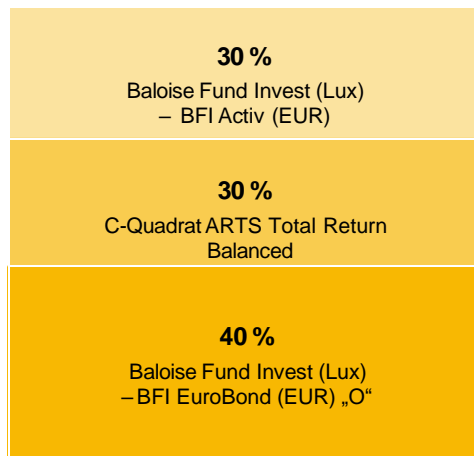 30 %
Baloise Fund Invest (Lux)
– BFI Activ (EUR)
30 %
C-Quadrat ARTS Total Return
Balanced
40 %
Baloise Fund Invest (Lux)
– BFI EuroBond (EUR) „O“